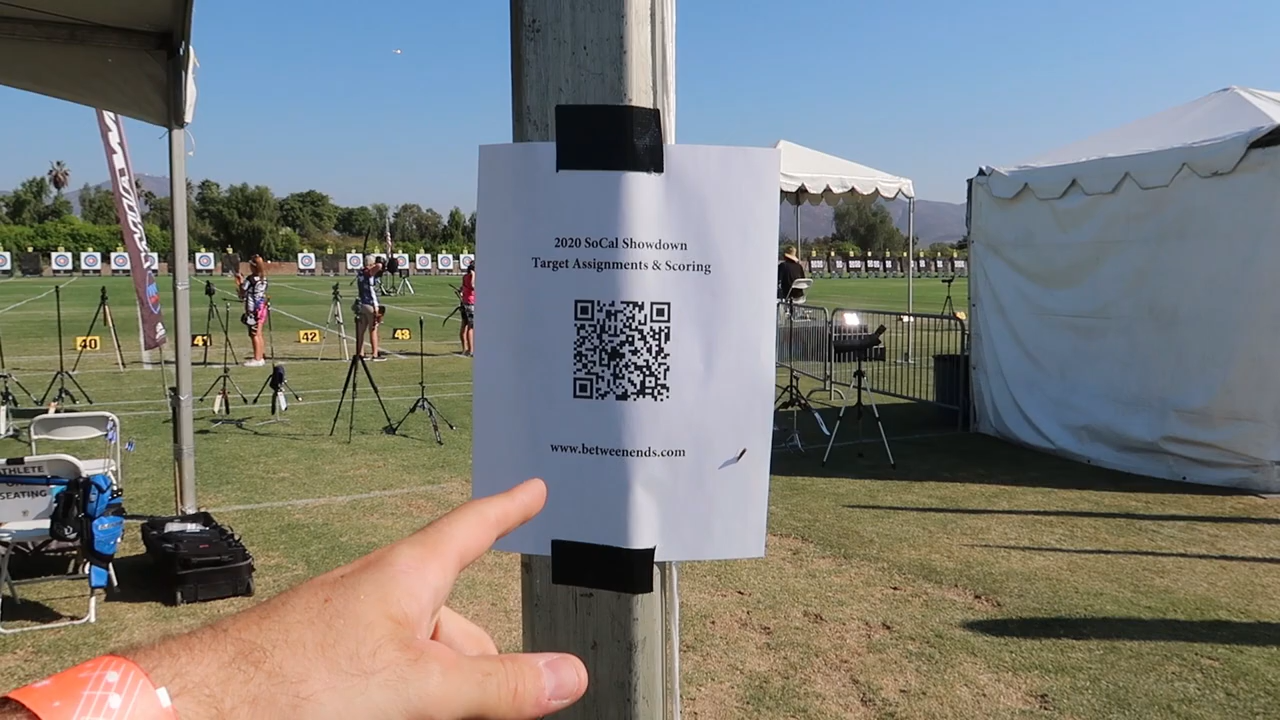 2020 SoCal Showdown
Target Assignments & Scoring
www.betweenends.com
40
41
42
43
ATHLETE
SEATING